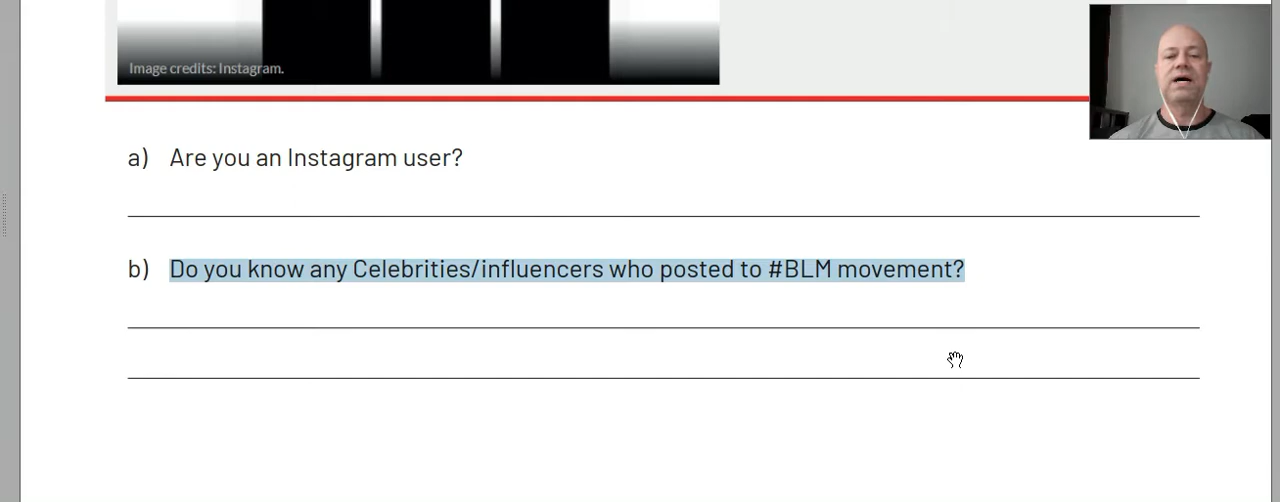 Image credits: Instagram.
a) Are you an Instagram user?
b) Do you know any Celebrities/influencers who posted to #BLM movement?